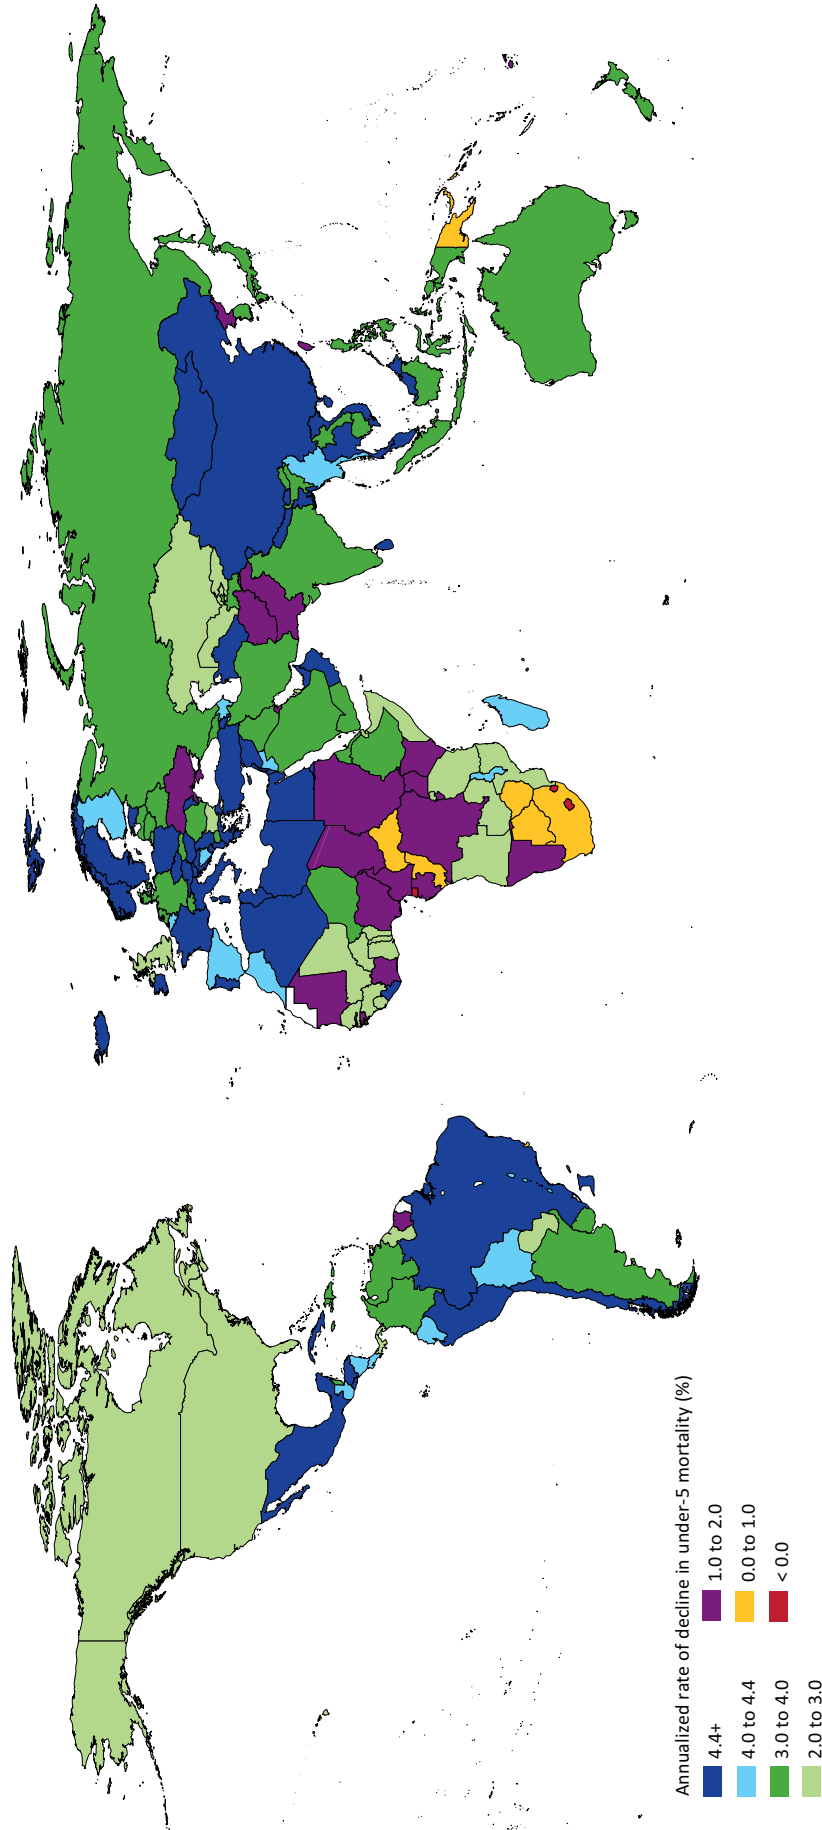 Annualized rate of decline in under-5 mortality (%)
4.4+
4.0 to 4.4
3.0 to 4.0
2.0 to 3.0
1.0 to 2.0
0.0 to 1.0
< 0.0